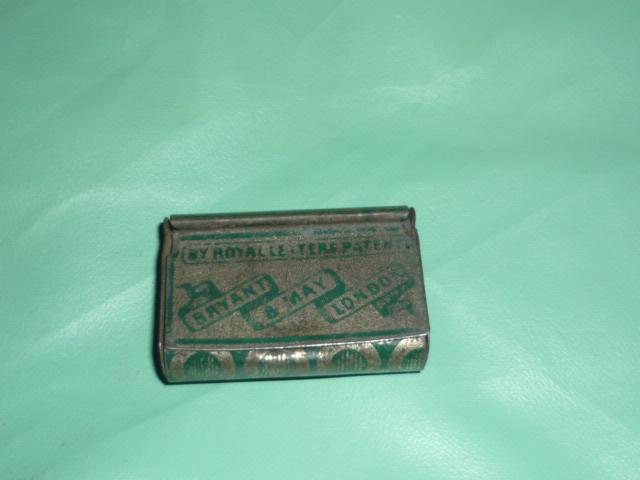 BY ROYAL LETTERS PATENT
BRYANT
& MAY
LONDON